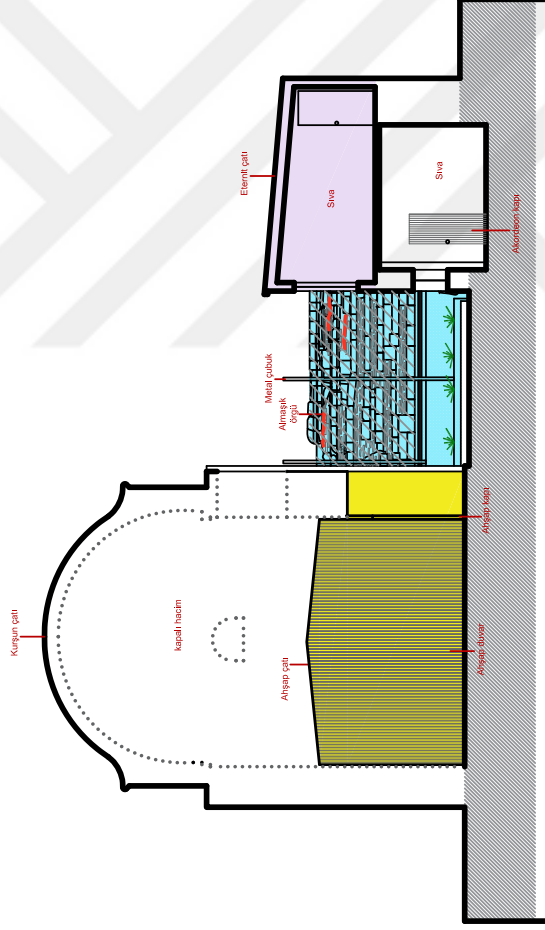 Kurşun çatı
kapalı hacim
Ahşap çatı
Ahşap duvar
Ahşap kapı
Almaşık
örgü
Metal çubuk
Eternit çatı
Sıva
Sıva
Akordeon kapı